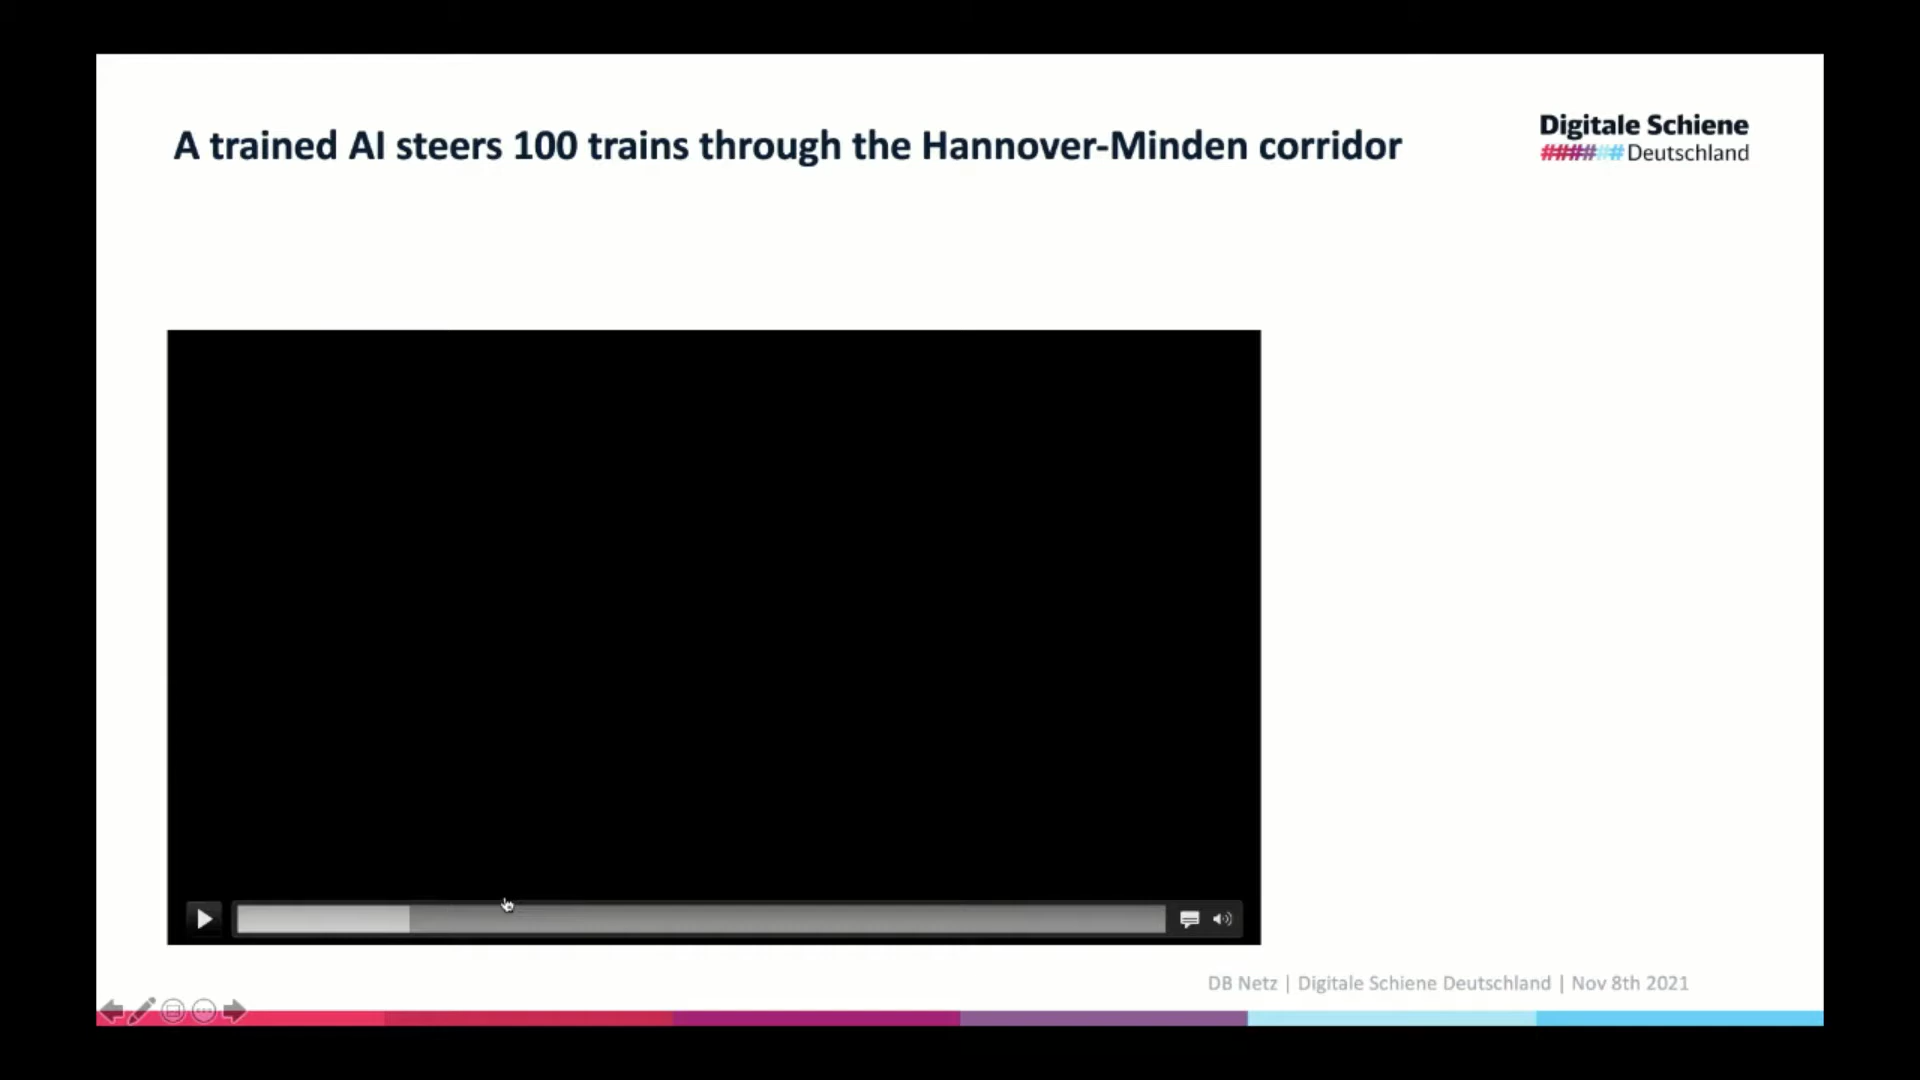 A trained AI steers 100 trains through the Hannover-Minden corridor
Digitale Schiene
###### Deutschland
DB Netz | Digitale Schiene Deutschland | Nov 8th 2021